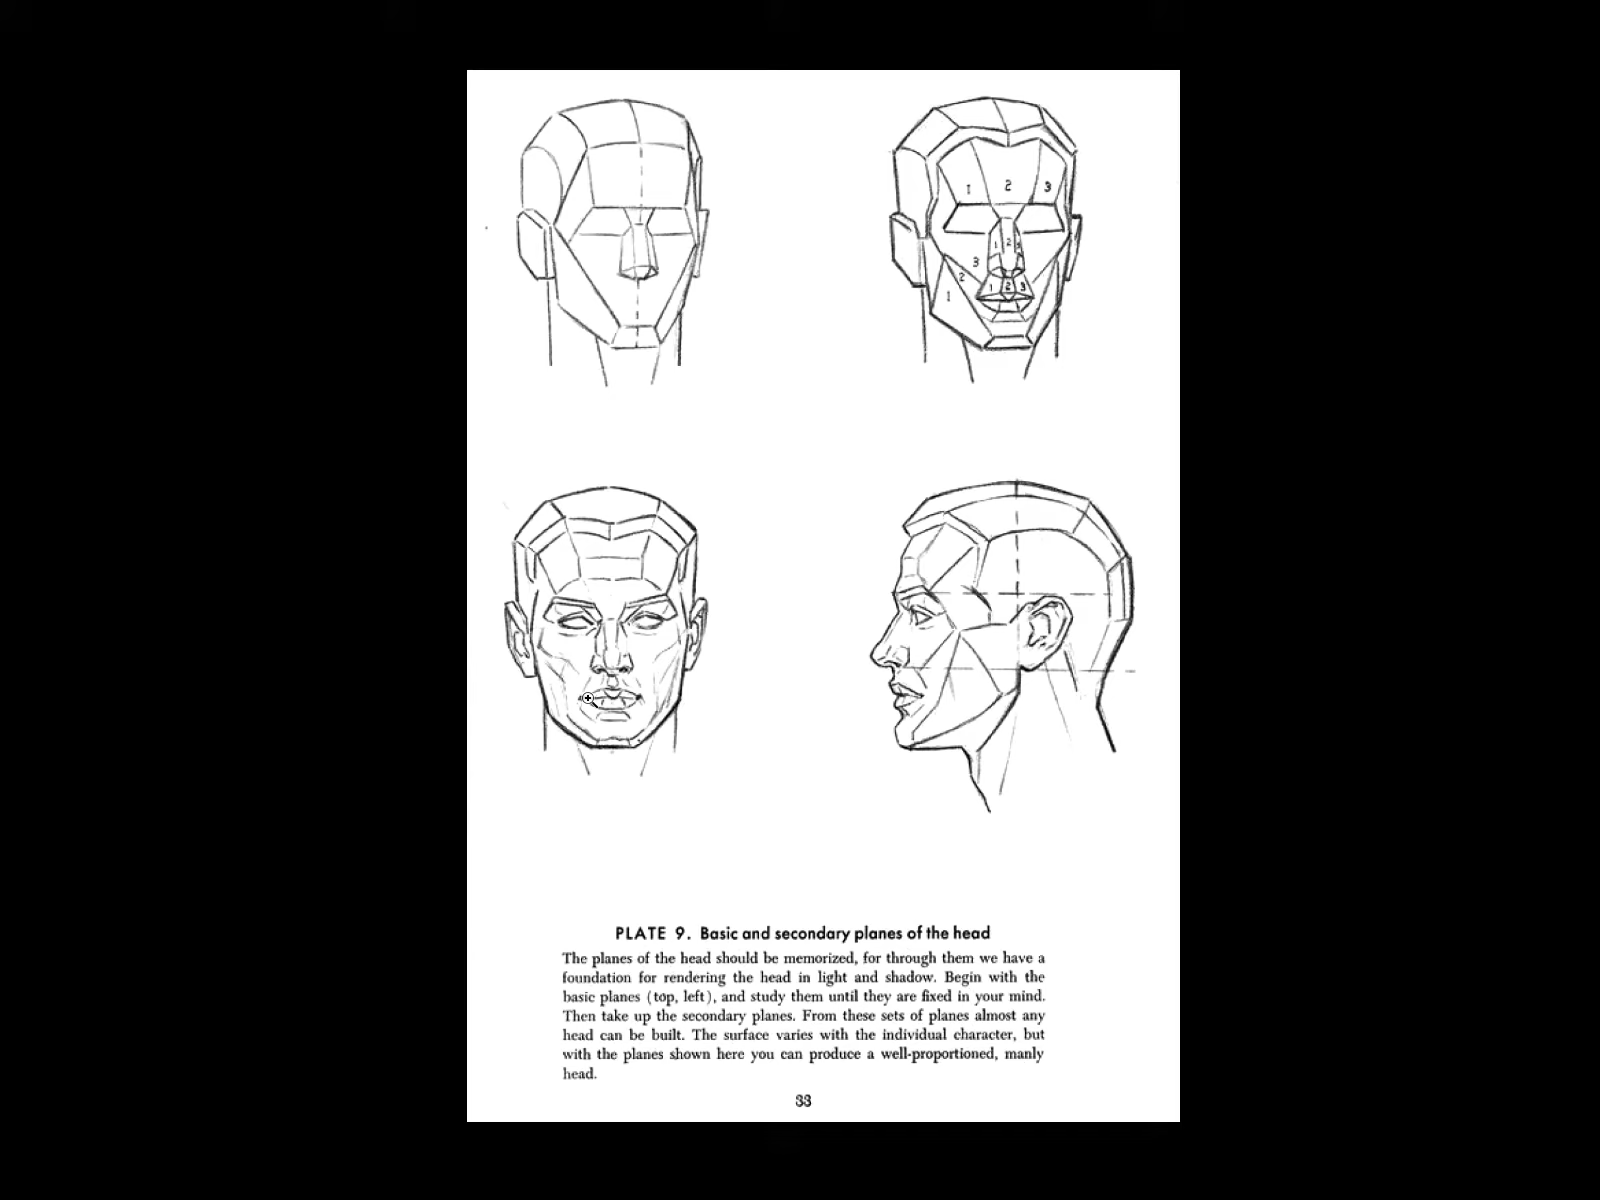 1 2 3
1 2 3
3
2
1
1 2 3
PLATE 9. Basic and secondary planes of the head
The planes of the head should be memorized, for through them we have a
foundation for rendering the head in light and shadow. Begin with the
basic planes (top, left), and study them until they are fixed in your mind.
Then take up the secondary planes. From these sets of planes almost any
head can be built. The surface varies with the individual character, but
with the planes shown here you can produce a well-proportioned, manly
head.
33